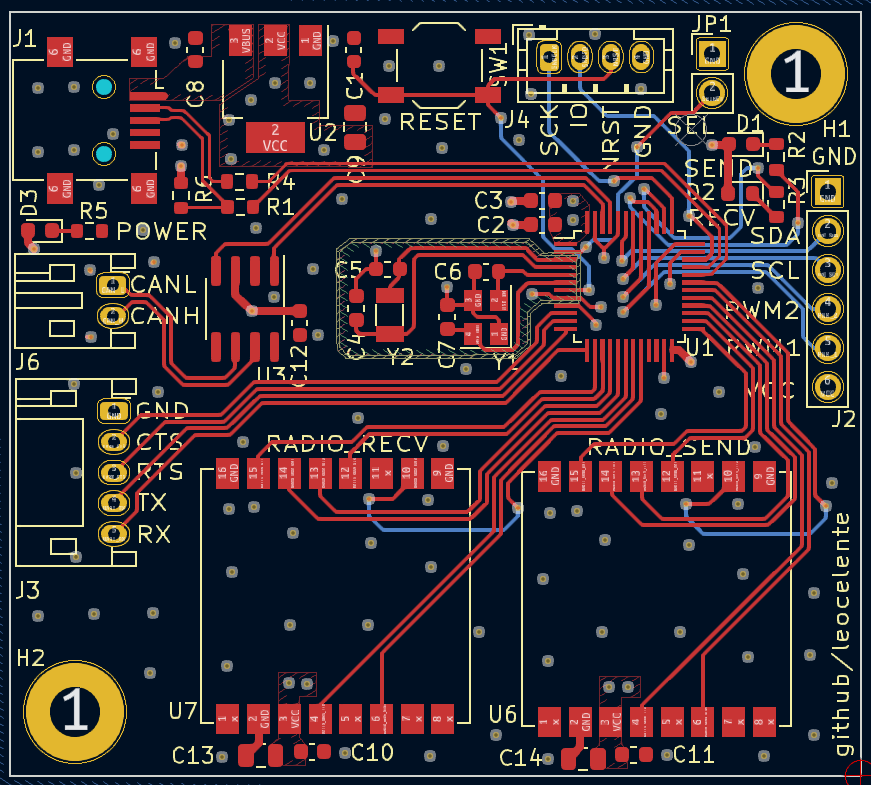 J1
6 GND
6 GND
C8
3 VBUS
2 VCC
1 GND
C1
SW1
JP1
1
1
H1
GND
2 VCC
U2
RESET
J4
SCK
IO
NRST
GND
SEL
D1
R2
C9
SEND
D2
R3
RECV
6 GND
6 GND
R6
R4
R1
D3
R5
POWER
C3
C2
SDA
SCL
PWM2
PWM1
VCC
J2
CANL
CANH
J6
C5
C6
C4
Y2
C7
Y1
3 GND
1 GND
U1
U3
C12
GND
CTS
RTS
TX
RX
J3
RADIO_RECV
RADIO_SEND
16 GND
15
14
13
12
11 x
10
9 GND
16 GND
15
14
13
12
11 x
10
9 GND
H2
1
github/leocelente
U7
1 x
2 GND
3 VCC
4
5 x
6
7 x
8 x
U6
1 x
2 GND
3 VCC
4
5 x
6
7 x
8 x
C13
C10
C14
C11